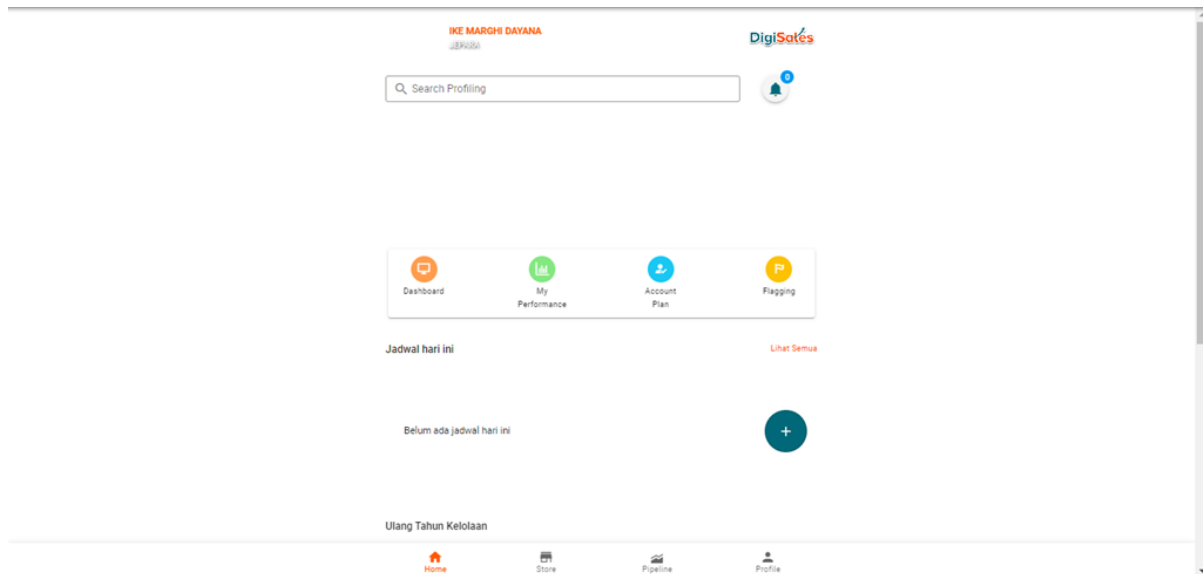 IKE MARGHI DAYANA
JEPARA
DigiSales
Search Profiling
0
Dashboard
My
Performance
Account
Plan
Flagging
Jadwal hari ini
Lihat Semua
Belum ada jadwal hari ini
+
Ulang Tahun Kelolaan
Home
Store
Pipeline
Profile